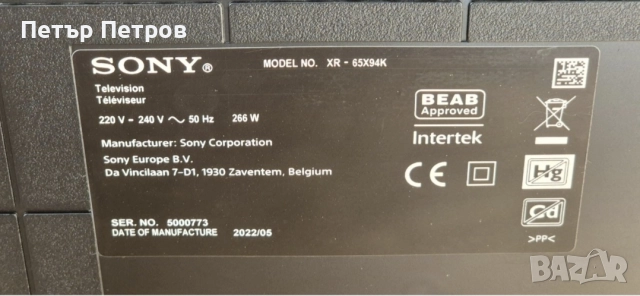 Петър Петров
SONY®
MODEL NO. XR - 65X94K
Television
Téléviseur
220 V - 240 V ~ 50 Hz 266 W
Manufacturer: Sony Corporation
Sony Europe B.V.
Da Vincilaan 7-D1, 1930 Zaventem, Belgium
SER. NO. 5000773
DATE OF MANUFACTURE 2022/05
BEAB
Approved
Intertek
CE
Hg
Cd
>PP<
BAZAR